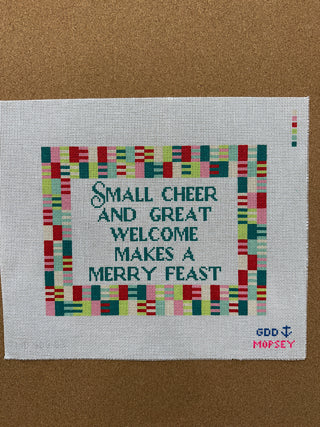 SMALL CHEER
AND GREAT
WELCOME
MAKES A
MERRY FEAST
GDD
MOPSEY